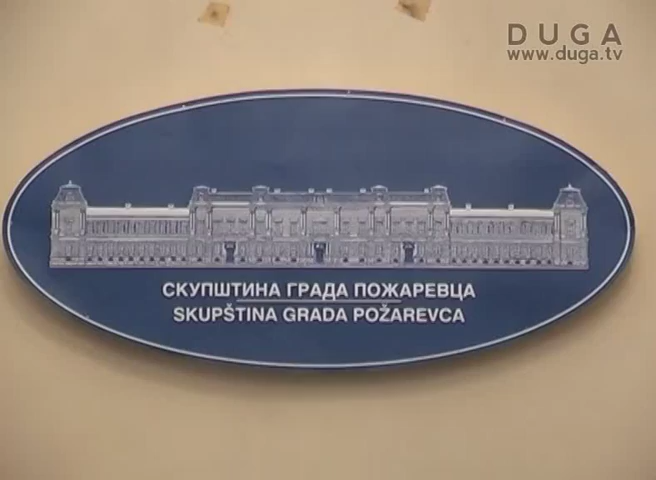 DUGA
www.duga.tv
СКУПШТИНА ГРАДА ПОЖАРЕВЦА
SKUPŠTINA GRADA POŽAREVCA